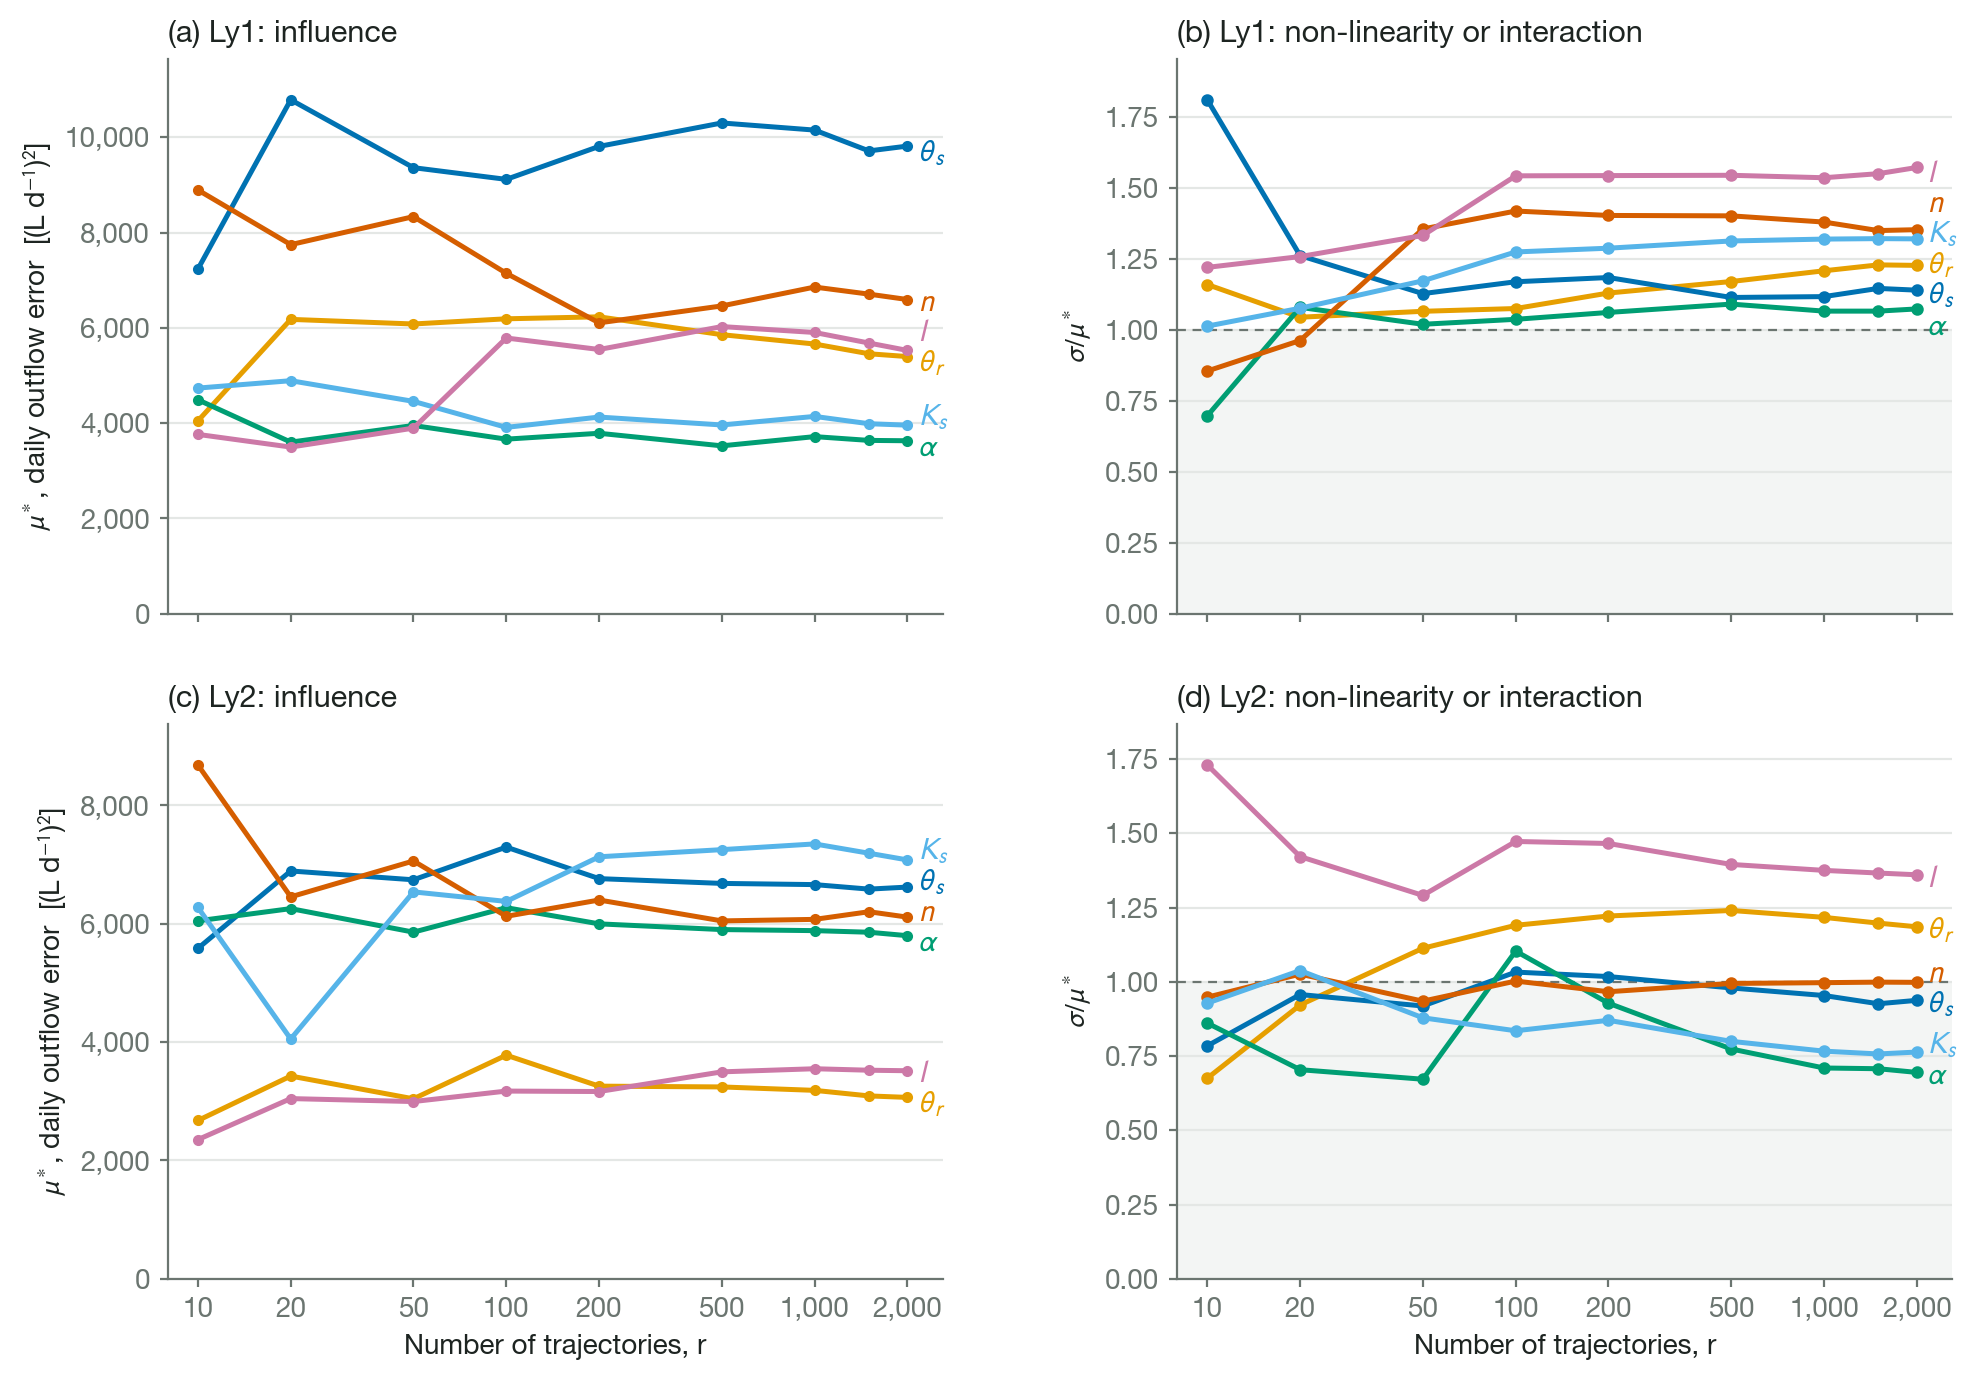 (a) Ly1: influence
μ*, daily outflow error [(L d⁻¹)²]
10,000
8,000
6,000
4,000
2,000
0
θs
n
l
θr
Ks
α
(b) Ly1: non-linearity or interaction
σ/μ*
1.75
1.50
1.25
1.00
0.75
0.50
0.25
0.00
l
n
Ks
θr
θs
α
(c) Ly2: influence
μ*, daily outflow error [(L d⁻¹)²]
8,000
6,000
4,000
2,000
0
Ks
θs
n
α
l
θr
10 20 50 100 200 500 1,000 2,000
Number of trajectories, r
(d) Ly2: non-linearity or interaction
σ/μ*
1.75
1.50
1.25
1.00
0.75
0.50
0.25
0.00
l
θr
n
θs
Ks
α
10 20 50 100 200 500 1,000 2,000
Number of trajectories, r